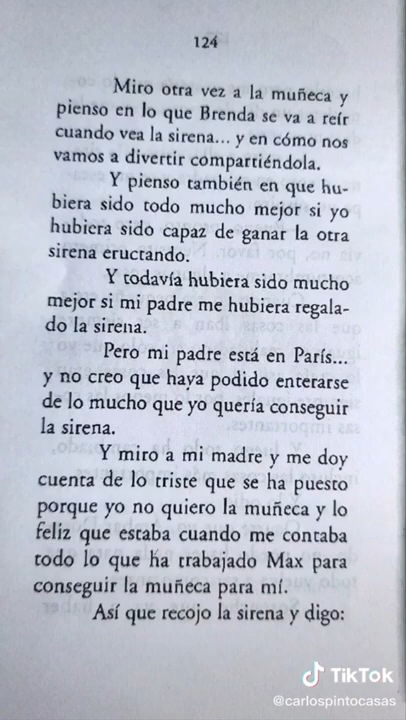 124
Miro otra vez a la muñeca y
pienso en lo que Brenda se va a reír
cuando vea la sirena... y en cómo nos
vamos a divertir compartiéndola.
Y pienso también en que hu-
biera sido todo mucho mejor si yo
hubiera sido capaz de ganar la otra
sirena eructando.
Y todavía hubiera sido mucho
mejor si mi padre me hubiera regala-
do la sirena.
Pero mi padre está en París....
y no creo que haya podido enterarse
de lo mucho que yo quería conseguir
la sirena.
Y miro a mi madre y me doy
cuenta de lo triste que se ha puesto
porque yo no quiero la muñeca y lo
feliz que estaba cuando me contaba
todo lo que ha trabajado Max para
conseguir la muñeca para mí.
Así que recojo la sirena y digo:
TikTok
@carlospintocasas